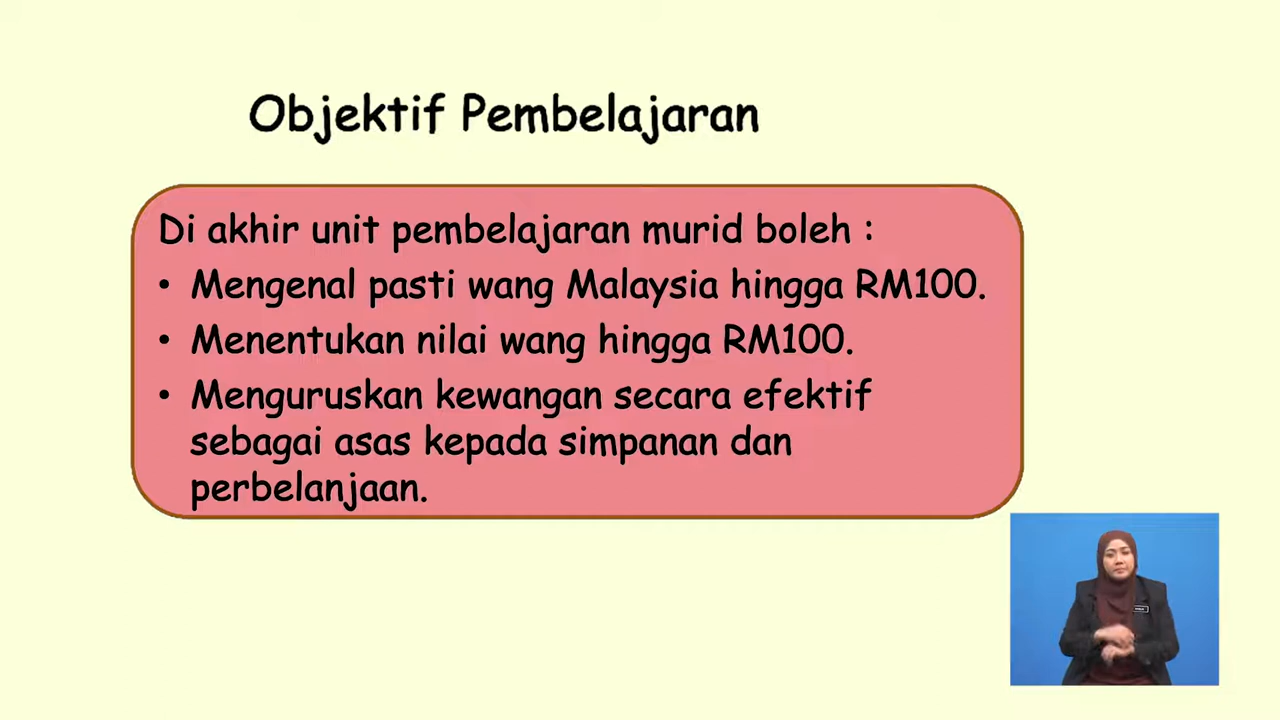 Objektif Pembelajaran
Di akhir unit pembelajaran murid boleh :
• Mengenal pasti wang Malaysia hingga RM100.
• Menentukan nilai wang hingga RM100.
• Menguruskan kewangan secara efektif
sebagai asas kepada simpanan dan
perbelanjaan.